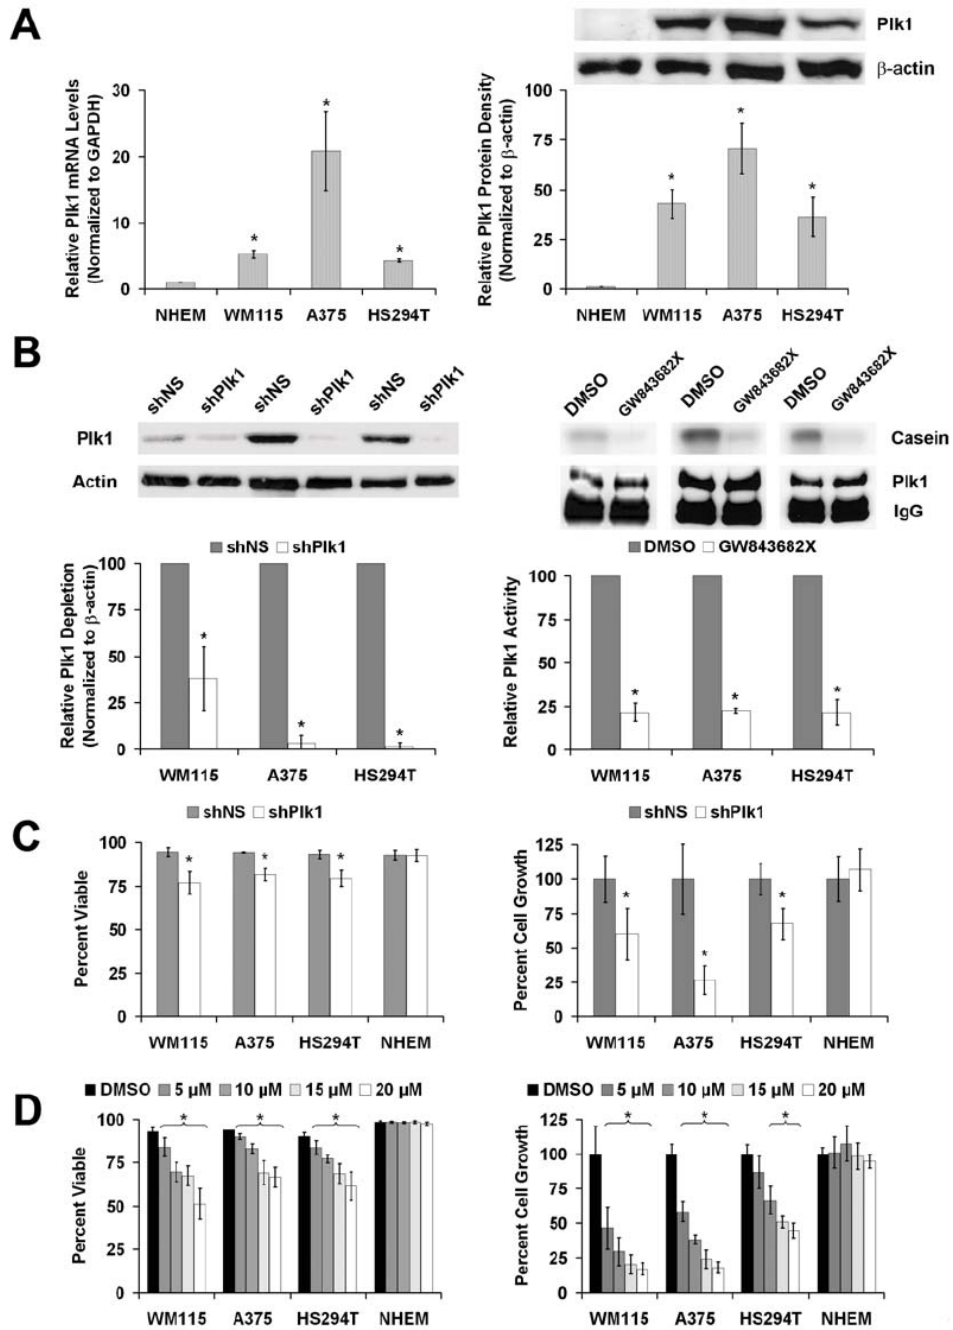 A
Plk1
β-actin
Relative Plk1 mRNA Levels
(Normalized to GAPDH)
30
20
10
0
*
*
*
NHEM WM115 A375 HS294T
Relative Plk1 Protein Density
(Normalized to β-actin)
100
75
50
25
0
*
*
*
NHEM WM115 A375 HS294T
B
shNS shPlk1 shNS shPlk1 shNS shPlk1
Plk1
Actin
DMSO GW843682X DMSO GW843682X DMSO GW843682X
Casein
Plk1
IgG
shNS shPlk1
Relative Plk1 Depletion
(Normalized to β-actin)
100
75
50
25
0
*
*
*
WM115 A375 HS294T
DMSO GW843682X
Relative Plk1 Activity
100
75
50
25
0
* * *
WM115 A375 HS294T
C
shNS shPlk1
Percent Viable
100
75
50
25
0
* * *
WM115 A375 HS294T NHEM
shNS shPlk1
Percent Cell Growth
125
100
75
50
25
0
* * *
WM115 A375 HS294T NHEM
D
DMSO 5 µM 10 µM 15 µM 20 µM
Percent Viable
100
75
50
25
0
* * *
WM115 A375 HS294T NHEM
DMSO 5 µM 10 µM 15 µM 20 µM
Percent Cell Growth
125
100
75
50
25
0
* * *
WM115 A375 HS294T NHEM